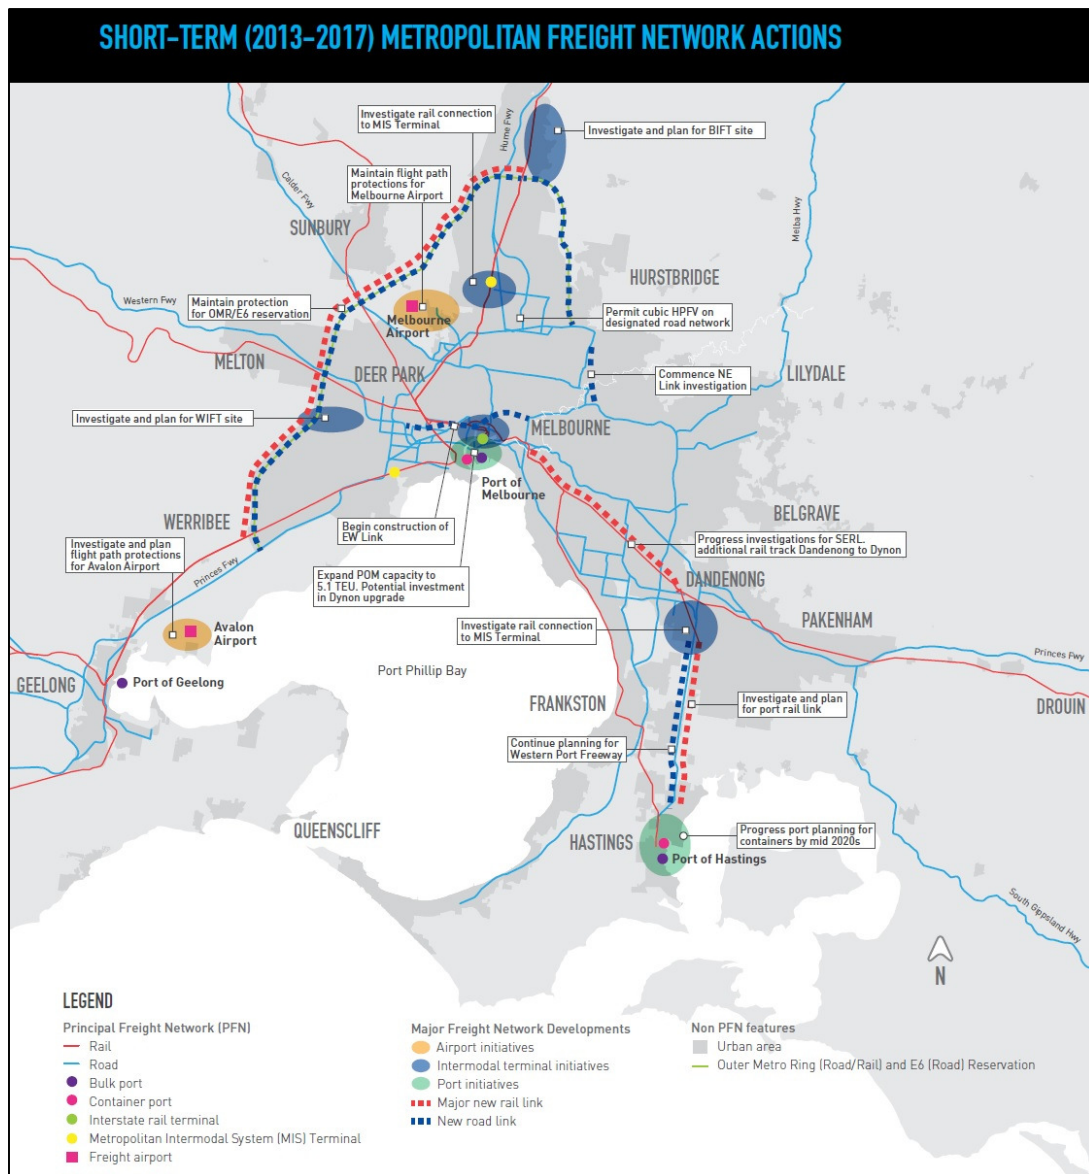 SHORT-TERM (2013-2017) METROPOLITAN FREIGHT NETWORK ACTIONS
Investigate rail connection
to MIS Terminal
Hume Fwy
Investigate and plan for BIFT site
Maintain flight path
protections for
Melbourne Airport
Calder Fwy
SUNBURY
Melba Hwy
HURSTBRIDGE
Western Fwy
Maintain protection
for OMR/E6 reservation
Melbourne
Airport
Permit cubic HPFV on
designated road network
MELTON
DEER PARK
Commence NE
Link investigation
LILYDALE
Investigate and plan for WIFT site
MELBOURNE
Port of
Melbourne
WERRIBEE
Begin construction of
EW Link
BELGRAVE
Investigate and plan
flight path protections
for Avalon Airport
Princes Fwy
Progress investigations for SERL.
additional rail track Dandenong to Dynon
Expand POM capacity to
5.1 TEU. Potential investment
in Dynon upgrade
DANDENONG
Avalon
Airport
Investigate rail connection
to MIS Terminal
PAKENHAM
Princes Fwy
Port Phillip Bay
GEELONG
Port of Geelong
FRANKSTON
Investigate and plan
for port rail link
DROUIN
Continue planning for
Western Port Freeway
QUEENSCLIFF
HASTINGS
Progress port planning for
containers by mid 2020s
Port of Hastings
South Gippsland Hwy
N
LEGEND
Principal Freight Network (PFN)
Rail
Road
Bulk port
Container port
Interstate rail terminal
Metropolitan Intermodal System (MIS) Terminal
Freight airport
Major Freight Network Developments
Airport initiatives
Intermodal terminal initiatives
Port initiatives
Major new rail link
New road link
Non PFN features
Urban area
Outer Metro Ring (Road/Rail) and E6 (Road) Reservation